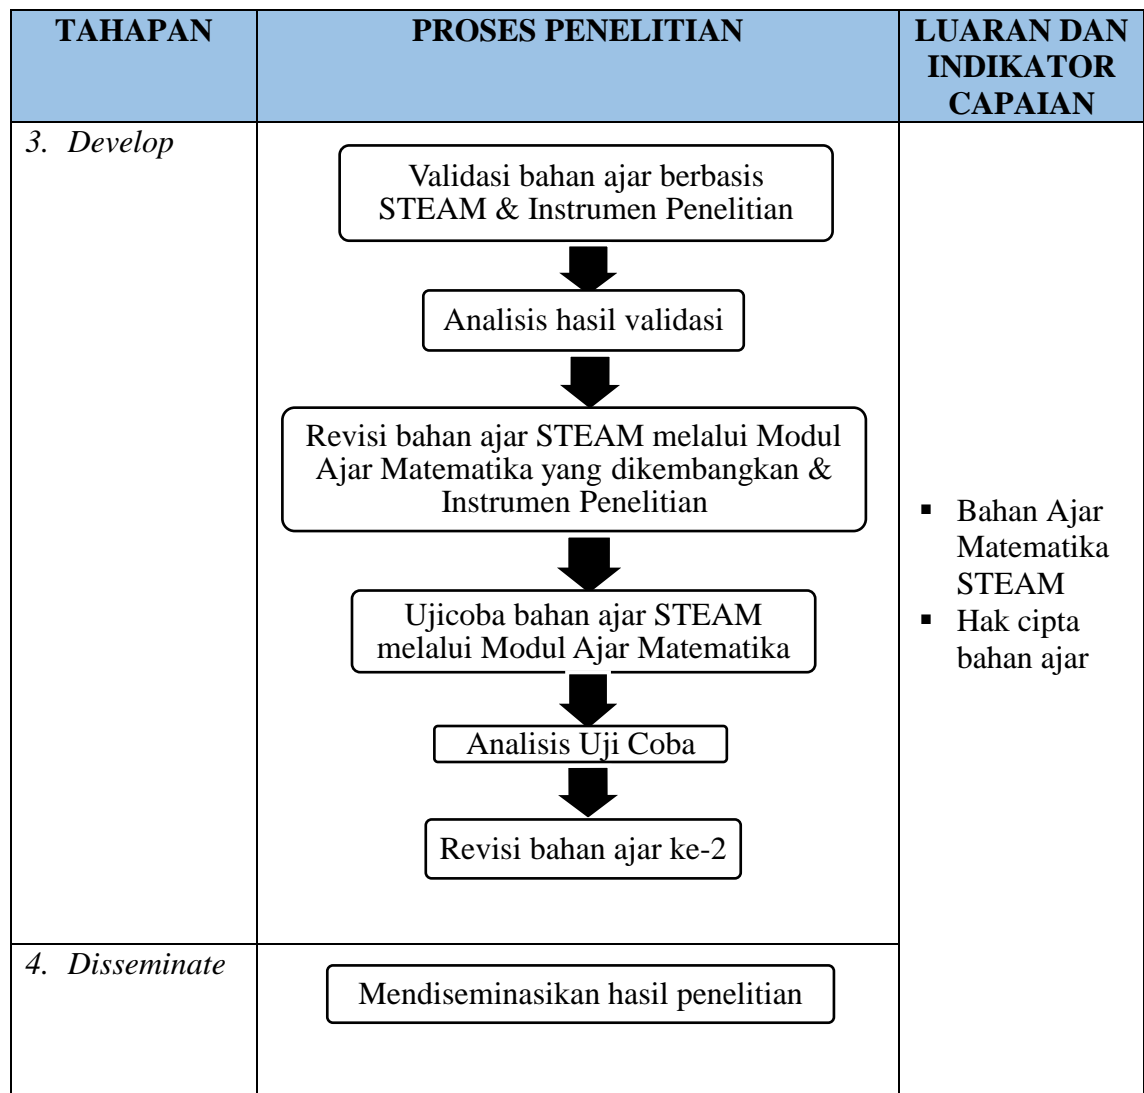 TAHAPAN
PROSES PENELITIAN
LUARAN DAN
INDIKATOR
CAPAIAN
3. Develop
Validasi bahan ajar berbasis
STEAM & Instrumen Penelitian
Analisis hasil validasi
Revisi bahan ajar STEAM melalui Modul
Ajar Matematika yang dikembangkan &
Instrumen Penelitian
Ujicoba bahan ajar STEAM
melalui Modul Ajar Matematika
Analisis Uji Coba
Revisi bahan ajar ke-2
▪ Bahan Ajar
Matematika
STEAM
▪ Hak cipta
bahan ajar
4. Disseminate
Mendiseminasikan hasil penelitian